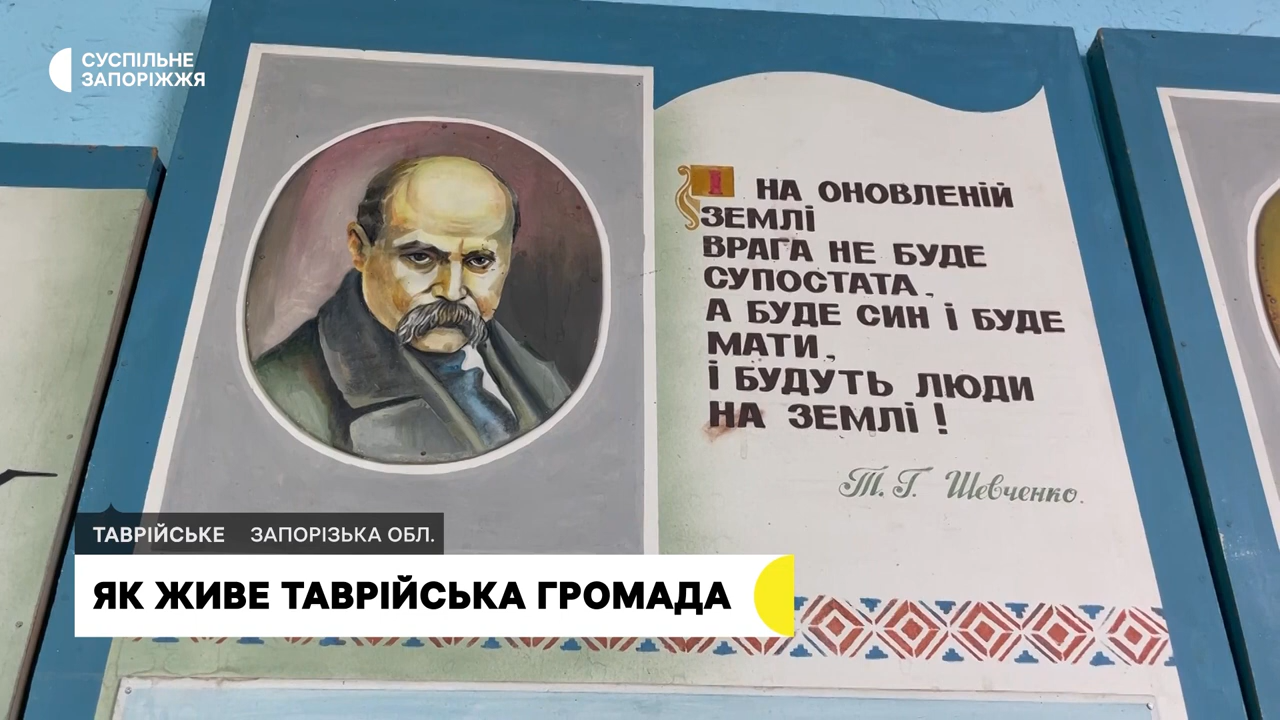 СУСПІЛЬНЕ
ЗАПОРІЖЖЯ
І НА ОНОВЛЕНІЙ
ЗЕМЛІ
ВРАГА НЕ БУДЕ
СУПОСТАТА,
А БУДЕ СИН І БУДЕ
МАТИ,
І БУДУТЬ ЛЮДИ
НА ЗЕМЛІ!
Т. Г. Шевченко.
ТАВРІЙСЬКЕ ЗАПОРІЗЬКА ОБЛ.
ЯК ЖИВЕ ТАВРІЙСЬКА ГРОМАДА